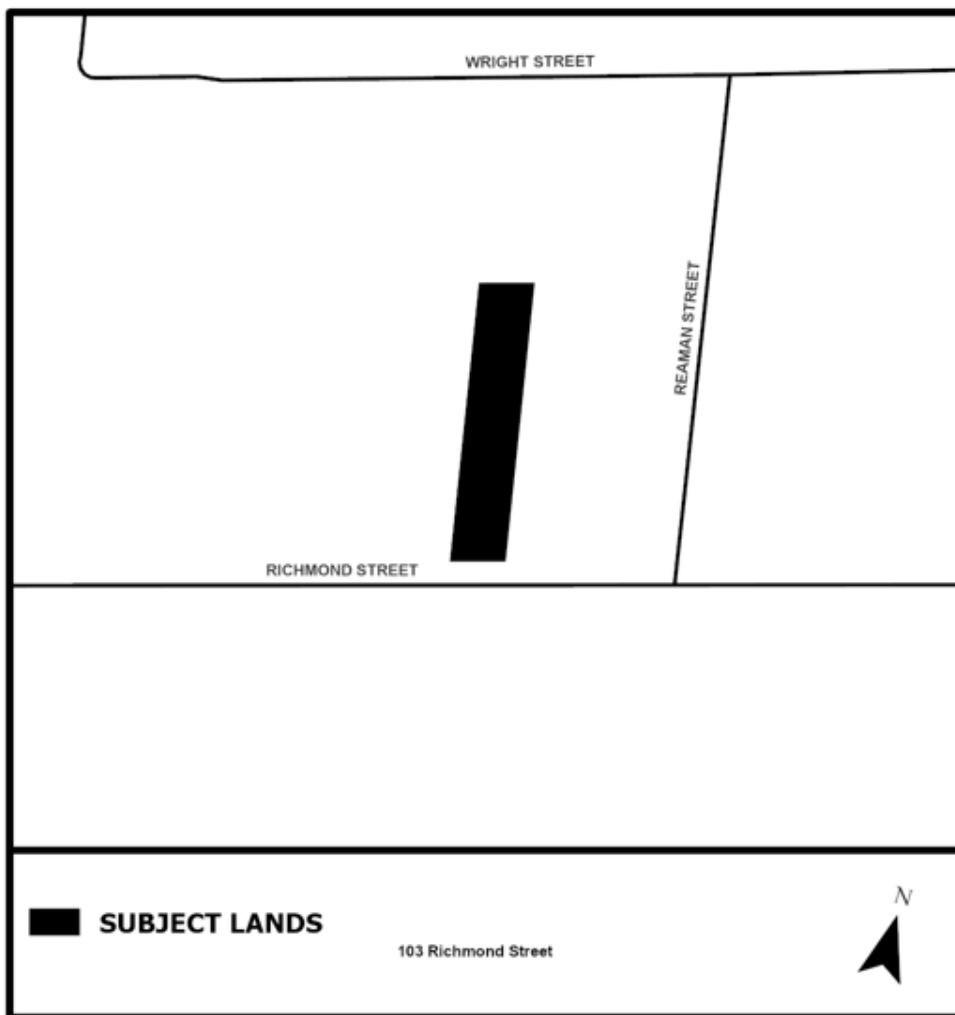 WRIGHT STREET
REAMAN STREET
RICHMOND STREET
N
SUBJECT LANDS
103 Richmond Street